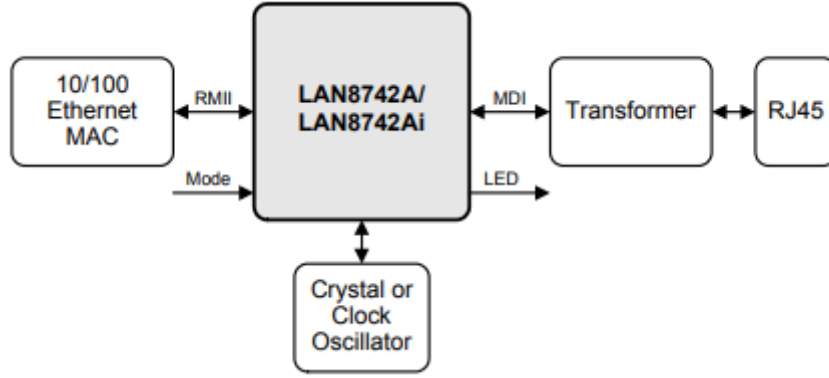 10/100
Ethernet
MAC
RMII
LAN8742A/
LAN8742Ai
MDI
Transformer
RJ45
Mode
LED
Crystal or
Clock
Oscillator